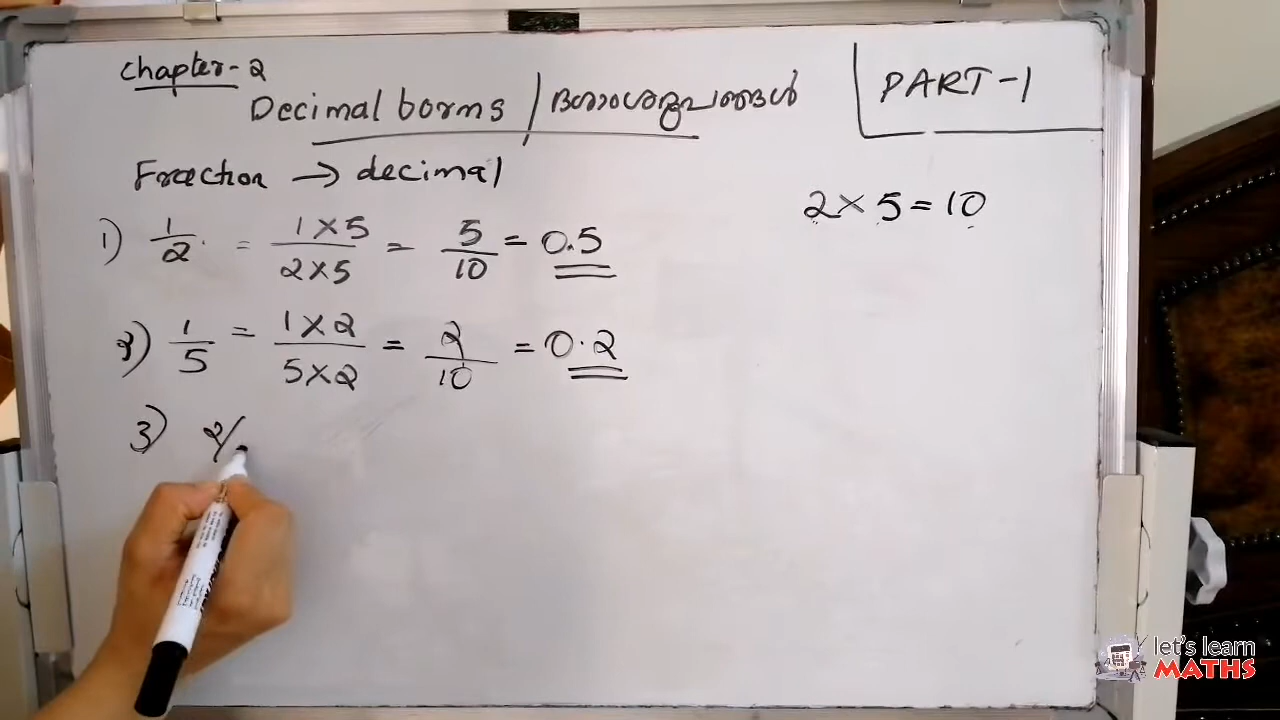 Chapter-2
Decimal forms / ദശാംശരൂപങ്ങൾ
PART-1
Fraction → decimal
2×5=10
1) 1/2 = 1×5/2×5 = 5/10 = 0.5
2) 1/5 = 1×2/5×2 = 2/10 = 0.2
3) 2/
let's learn
MATHS